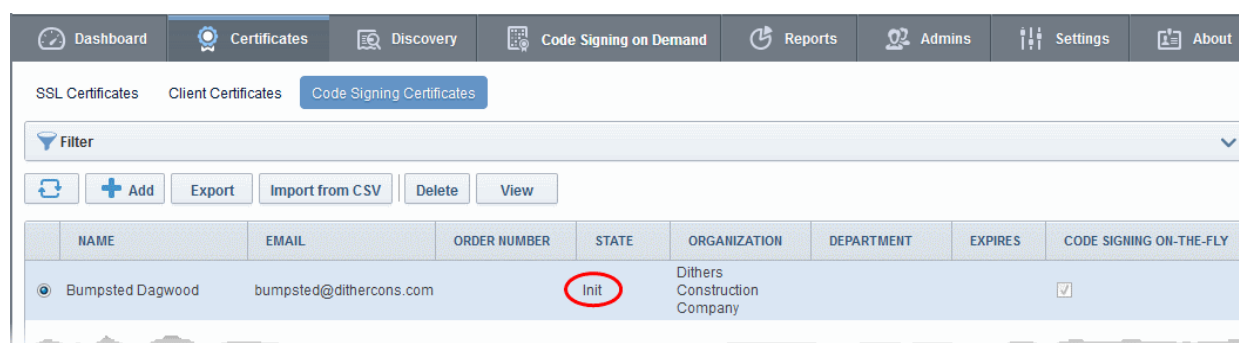 Dashboard Certificates Discovery Code Signing on Demand Reports Admins Settings About
SSL Certificates Client Certificates Code Signing Certificates
Filter
Add Export Import from CSV Delete View
NAME EMAIL ORDER NUMBER STATE ORGANIZATION DEPARTMENT EXPIRES CODE SIGNING ON-THE-FLY
Bumpsted Dagwood bumpsted@dithercons.com Init Dithers
Construction
Company